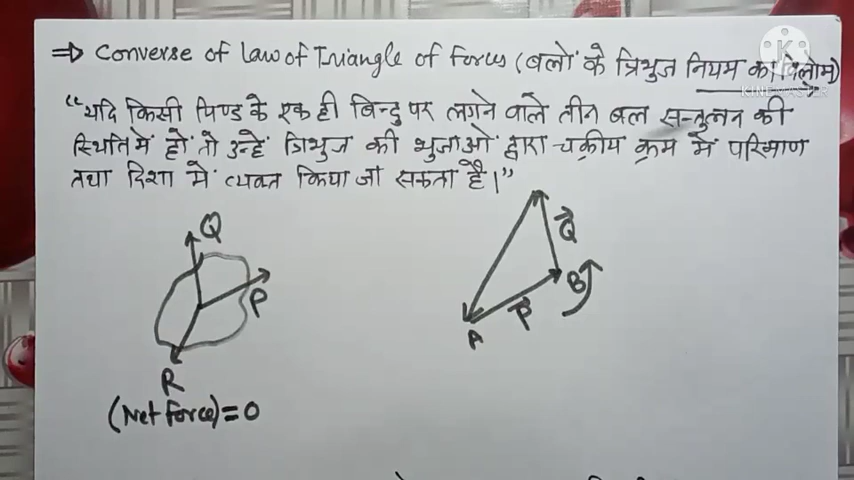 ⇒ Converse of Law of Triangle of forces (बलों के त्रिभुज नियम का विलोम)
"यदि किसी पिण्ड के एक ही बिन्दु पर लगने वाले तीन बल सन्तुलन की
स्थिति में हों तो उन्हें त्रिभुज की भुजाओं द्वारा चक्रीय क्रम में परिमाण
तथा दिशा में व्यक्त किया जा सकता है।"
Q
P
R
(Net force) = 0
Q
B
P
A
KINEMASTER